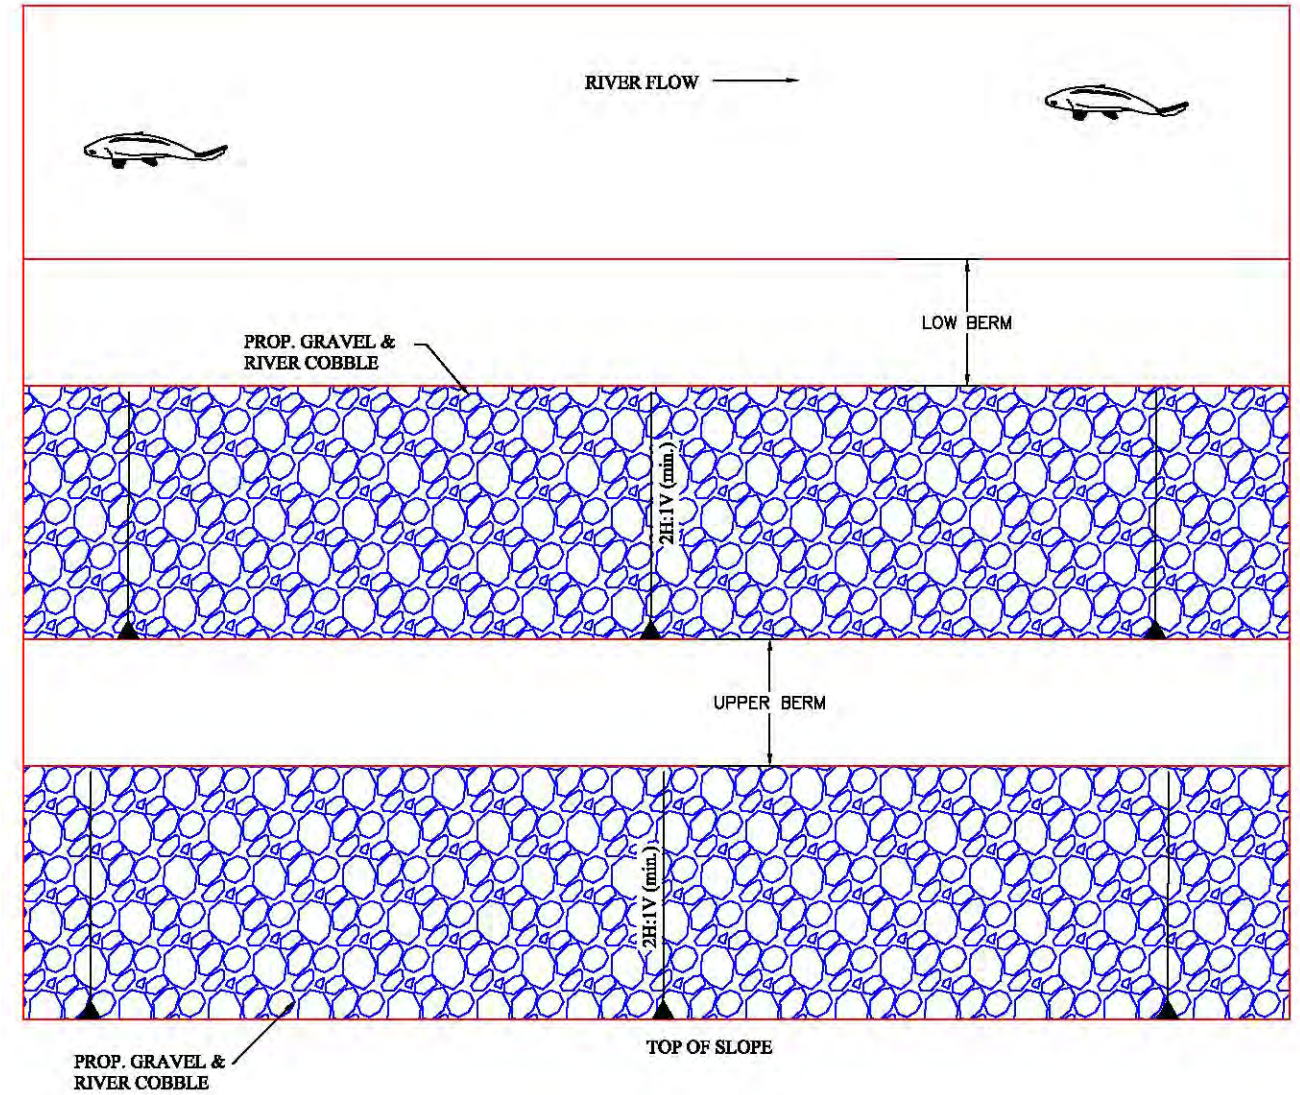 RIVER FLOW
LOW BERM
PROP. GRAVEL &
RIVER COBBLE
2H:1V (min.)
UPPER BERM
2H:1V (min.)
TOP OF SLOPE
PROP. GRAVEL &
RIVER COBBLE